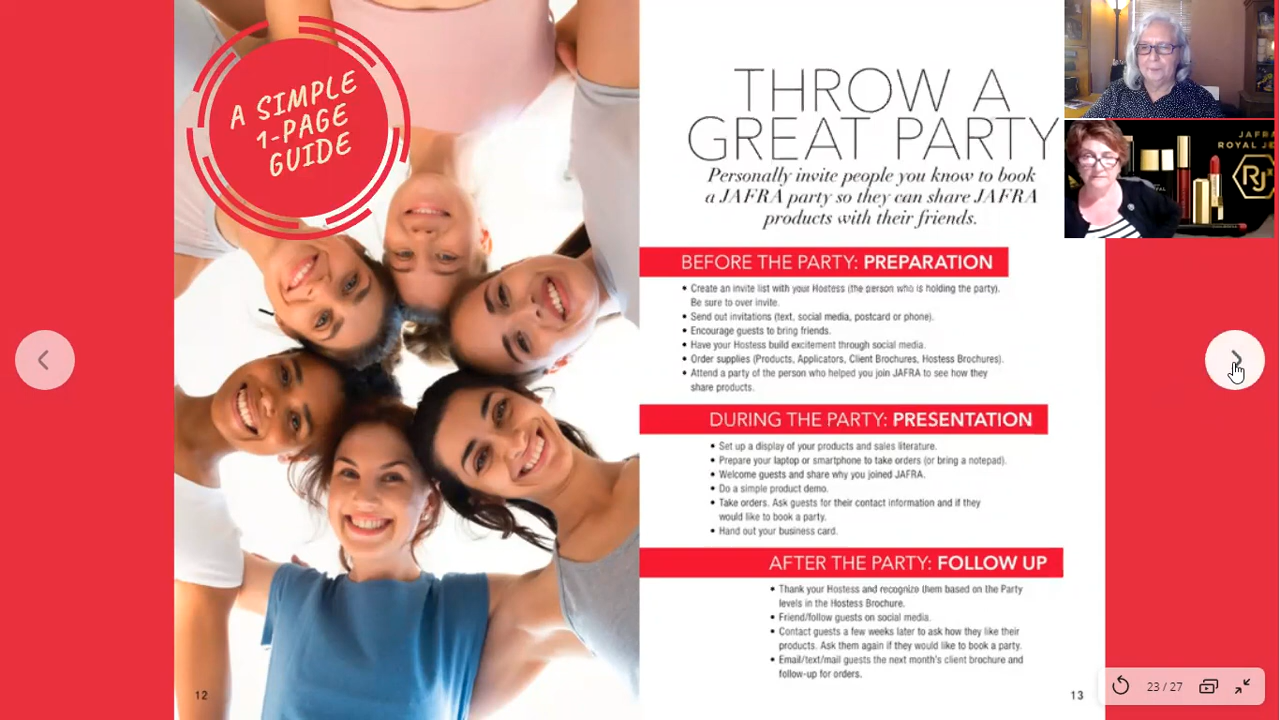 A SIMPLE
1-PAGE
GUIDE
THROW A
GREAT PARTY
Personally invite people you know to book
a JAFRA party so they can share JAFRA
products with their friends.
BEFORE THE PARTY: PREPARATION
• Create an invite list with your Hostess (the person who is holding the party).
Be sure to over invite.
• Send out invitations (text, social media, postcard or phone).
• Encourage guests to bring friends.
• Have your Hostess build excitement through social media.
• Order supplies (Products, Applicators, Client Brochures, Hostess Brochures).
• Attend a party of the person who helped you join JAFRA to see how they
share products.
DURING THE PARTY: PRESENTATION
• Set up a display of your products and sales literature.
• Prepare your laptop or smartphone to take orders (or bring a notepad).
• Welcome guests and share why you joined JAFRA.
• Do a simple product demo.
• Take orders. Ask guests for their contact information and if they
would like to book a party.
• Hand out your business card.
AFTER THE PARTY: FOLLOW UP
• Thank your Hostess and recognize them based on the Party
levels in the Hostess Brochure.
• Friend/follow guests on social media.
• Contact guests a few weeks later to ask how they like their
products. Ask them again if they would like to book a party.
• Email/text/mail guests the next month's client brochure and
follow-up for orders.
12
13
JAFRA
ROYAL
RJ
23 / 27